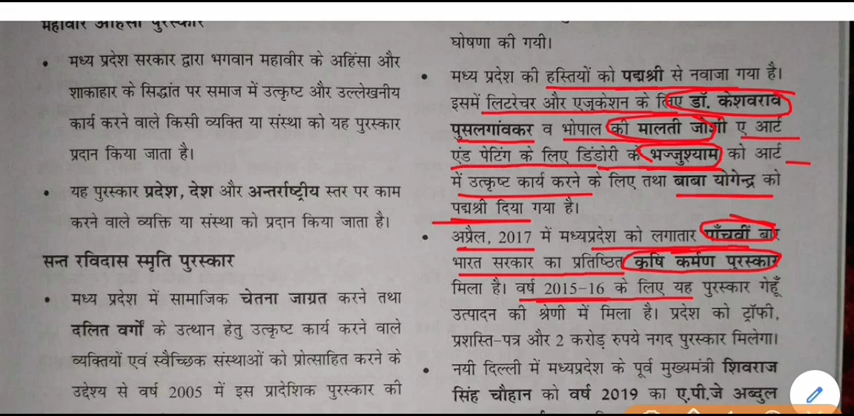 महावीर अहिंसा पुरस्कार
• मध्य प्रदेश सरकार द्वारा भगवान महावीर के अहिंसा और
शाकाहार के सिद्धांत पर समाज में उत्कृष्ट और उल्लेखनीय
कार्य करने वाले किसी व्यक्ति या संस्था को यह पुरस्कार
प्रदान किया जाता है।
• यह पुरस्कार प्रदेश, देश और अन्तर्राष्ट्रीय स्तर पर काम
करने वाले व्यक्ति या संस्था को प्रदान किया जाता है।
सन्त रविदास स्मृति पुरस्कार
• मध्य प्रदेश में सामाजिक चेतना जाग्रत करने तथा
दलित वर्गों के उत्थान हेतु उत्कृष्ट कार्य करने वाले
व्यक्तियों एवं स्वैच्छिक संस्थाओं को प्रोत्साहित करने के
उद्देश्य से वर्ष 2005 में इस प्रादेशिक पुरस्कार की
घोषणा की गयी।
• मध्य प्रदेश की हस्तियों को पद्मश्री से नवाजा गया है।
इसमें लिटरेचर और एजुकेशन के लिए डॉ. केशवराव
पुसलगांवकर व भोपाल की मालती जोशी ए आर्ट
एंड पेटिंग के लिए डिंडोरी के भज्जुश्याम को आर्ट
में उत्कृष्ट कार्य करने के लिए तथा बाबा योगेन्द्र को
पद्मश्री दिया गया है।
• अप्रैल, 2017 में मध्यप्रदेश को लगातार पाँचवीं बार
भारत सरकार का प्रतिष्ठित कृषि कर्मण पुरस्कार
मिला है। वर्ष 2015-16 के लिए यह पुरस्कार गेहूँ
उत्पादन की श्रेणी में मिला है। प्रदेश को ट्रॉफी,
प्रशस्ति-पत्र और 2 करोड़ रुपये नगद पुरस्कार मिलेगा।
• नयी दिल्ली में मध्यप्रदेश के पूर्व मुख्यमंत्री शिवराज
सिंह चौहान को वर्ष 2019 का ए.पी.जे अब्दुल